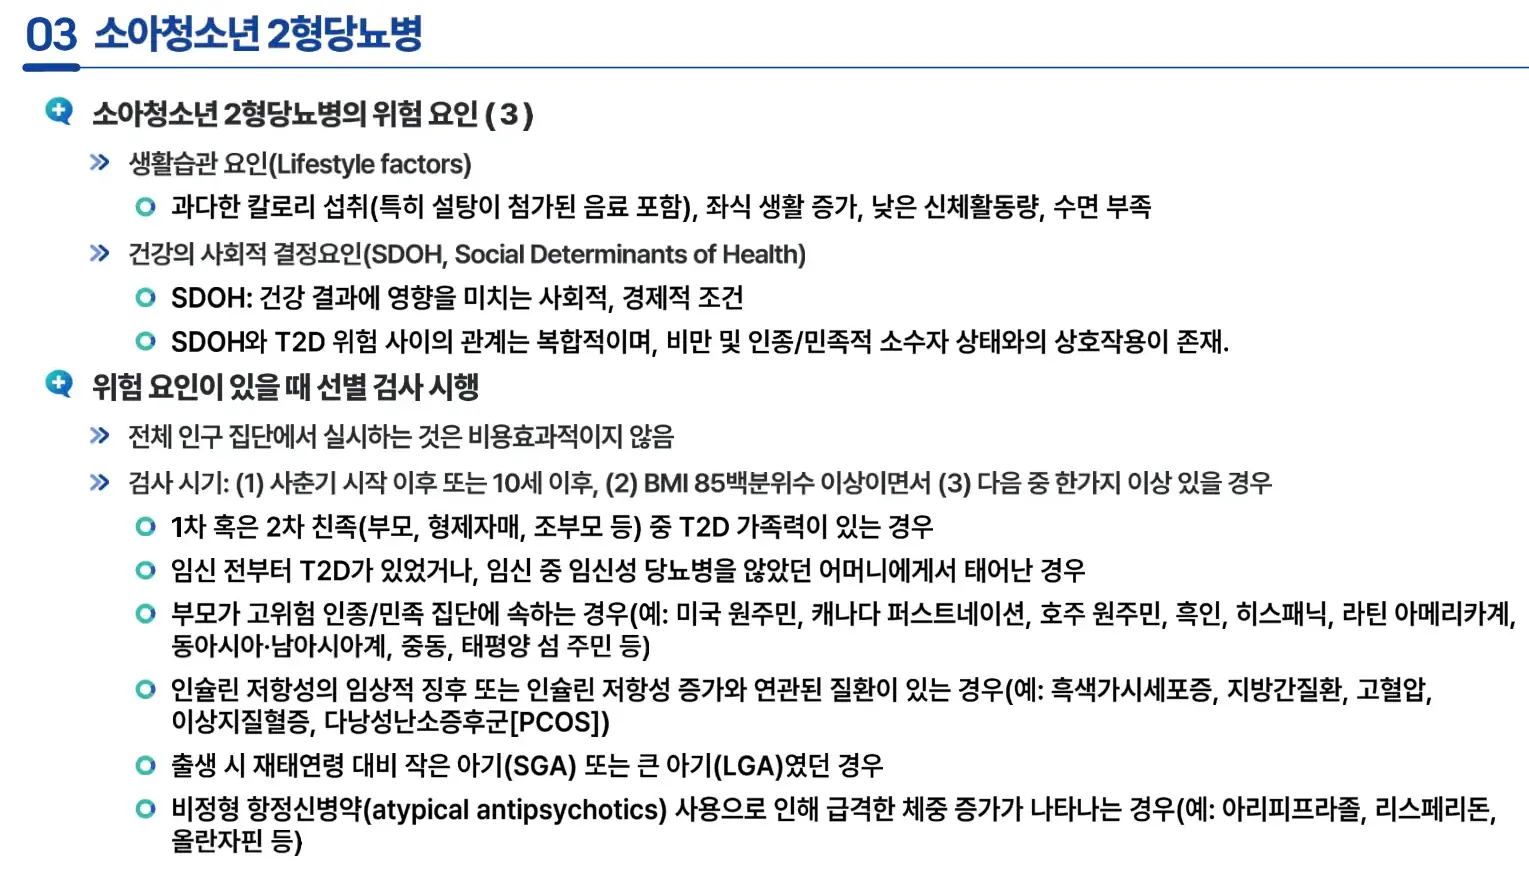 03 소아청소년 2형당뇨병
소아청소년 2형당뇨병의 위험 요인 ( 3 )
생활습관 요인(Lifestyle factors)
과다한 칼로리 섭취(특히 설탕이 첨가된 음료 포함), 좌식 생활 증가, 낮은 신체활동량, 수면 부족
건강의 사회적 결정요인(SDOH, Social Determinants of Health)
SDOH: 건강 결과에 영향을 미치는 사회적, 경제적 조건
SDOH와 T2D 위험 사이의 관계는 복합적이며, 비만 및 인종/민족적 소수자 상태와의 상호작용이 존재.
위험 요인이 있을 때 선별 검사 시행
전체 인구 집단에서 실시하는 것은 비용효과적이지 않음
검사 시기: (1) 사춘기 시작 이후 또는 10세 이후, (2) BMI 85백분위수 이상이면서 (3) 다음 중 한가지 이상 있을 경우
1차 혹은 2차 친족(부모, 형제자매, 조부모 등) 중 T2D 가족력이 있는 경우
임신 전부터 T2D가 있었거나, 임신 중 임신성 당뇨병을 않았던 어머니에게서 태어난 경우
부모가 고위험 인종/민족 집단에 속하는 경우(예: 미국 원주민, 캐나다 퍼스트네이션, 호주 원주민, 흑인, 히스패닉, 라틴 아메리카계,
동아시아·남아시아계, 중동, 태평양 섬 주민 등)
인슐린 저항성의 임상적 징후 또는 인슐린 저항성 증가와 연관된 질환이 있는 경우(예: 흑색가시세포증, 지방간질환, 고혈압,
이상지질혈증, 다낭성난소증후군[PCOS])
출생 시 재태연령 대비 작은 아기(SGA) 또는 큰 아기(LGA)였던 경우
비정형 항정신병약(atypical antipsychotics) 사용으로 인해 급격한 체중 증가가 나타나는 경우(예: 아리피프라졸, 리스페리돈,
올란자핀 등)